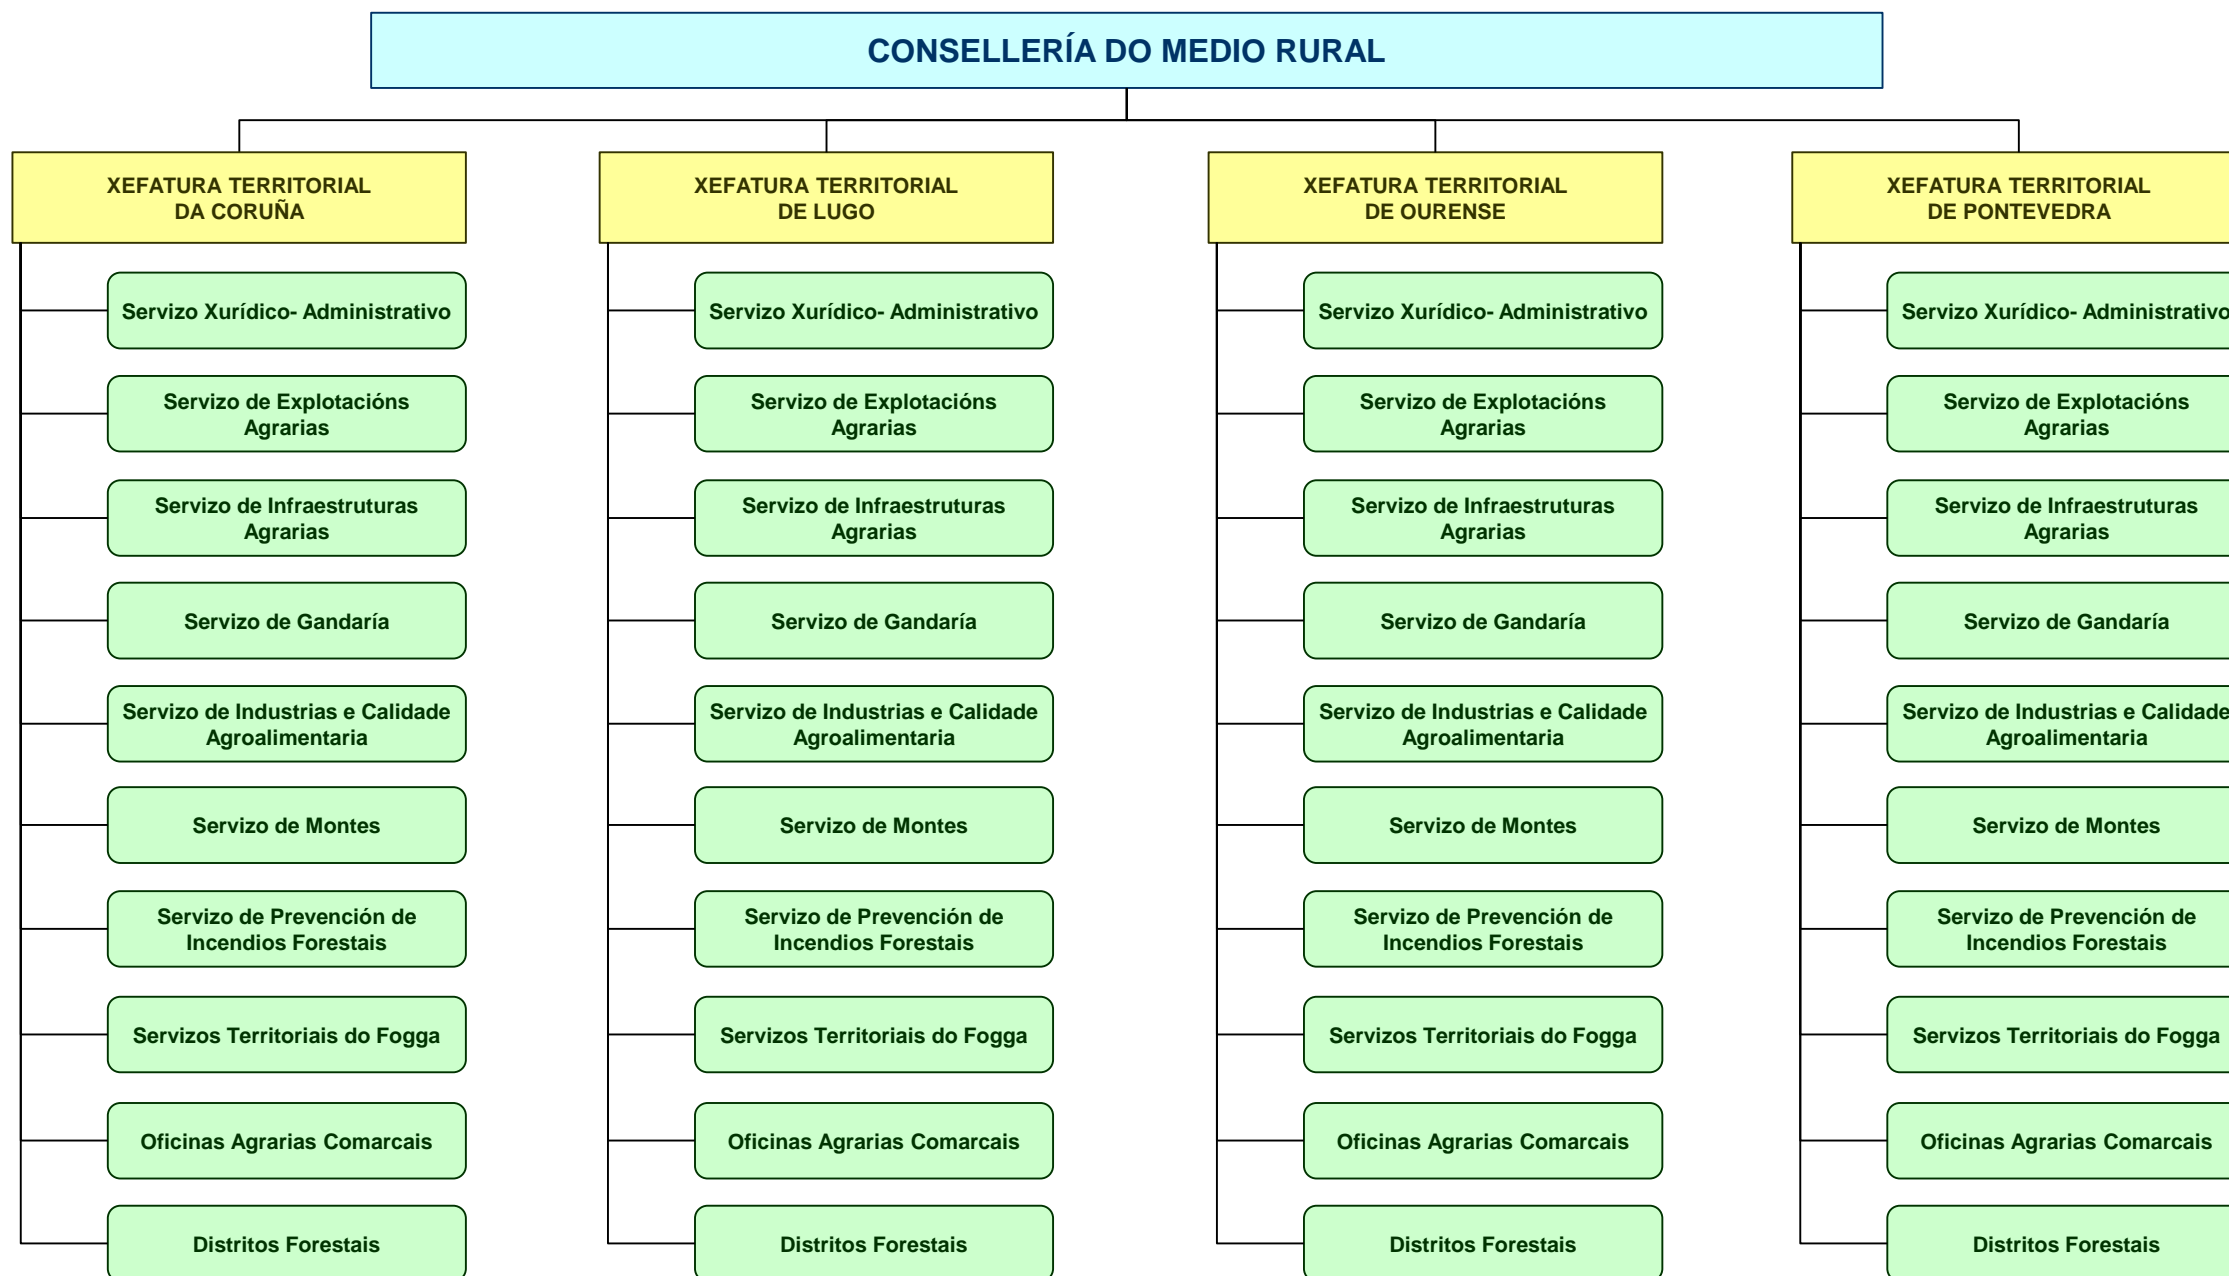 CONSELLERÍA DO MEDIO RURAL
XEFATURA TERRITORIAL
DA CORUÑA
Servizo Xurídico- Administrativo
Servizo de Explotacións
Agrarias
Servizo de Infraestruturas
Agrarias
Servizo de Gandaría
Servizo de Industrias e Calidade
Agroalimentaria
Servizo de Montes
Servizo de Prevención de
Incendios Forestais
Servizos Territoriais do Fogga
Oficinas Agrarias Comarcais
Distritos Forestais
XEFATURA TERRITORIAL
DE LUGO
Servizo Xurídico- Administrativo
Servizo de Explotacións
Agrarias
Servizo de Infraestruturas
Agrarias
Servizo de Gandaría
Servizo de Industrias e Calidade
Agroalimentaria
Servizo de Montes
Servizo de Prevención de
Incendios Forestais
Servizos Territoriais do Fogga
Oficinas Agrarias Comarcais
Distritos Forestais
XEFATURA TERRITORIAL
DE OURENSE
Servizo Xurídico- Administrativo
Servizo de Explotacións
Agrarias
Servizo de Infraestruturas
Agrarias
Servizo de Gandaría
Servizo de Industrias e Calidade
Agroalimentaria
Servizo de Montes
Servizo de Prevención de
Incendios Forestais
Servizos Territoriais do Fogga
Oficinas Agrarias Comarcais
Distritos Forestais
XEFATURA TERRITORIAL
DE PONTEVEDRA
Servizo Xurídico- Administrativo
Servizo de Explotacións
Agrarias
Servizo de Infraestruturas
Agrarias
Servizo de Gandaría
Servizo de Industrias e Calidade
Agroalimentaria
Servizo de Montes
Servizo de Prevención de
Incendios Forestais
Servizos Territoriais do Fogga
Oficinas Agrarias Comarcais
Distritos Forestais